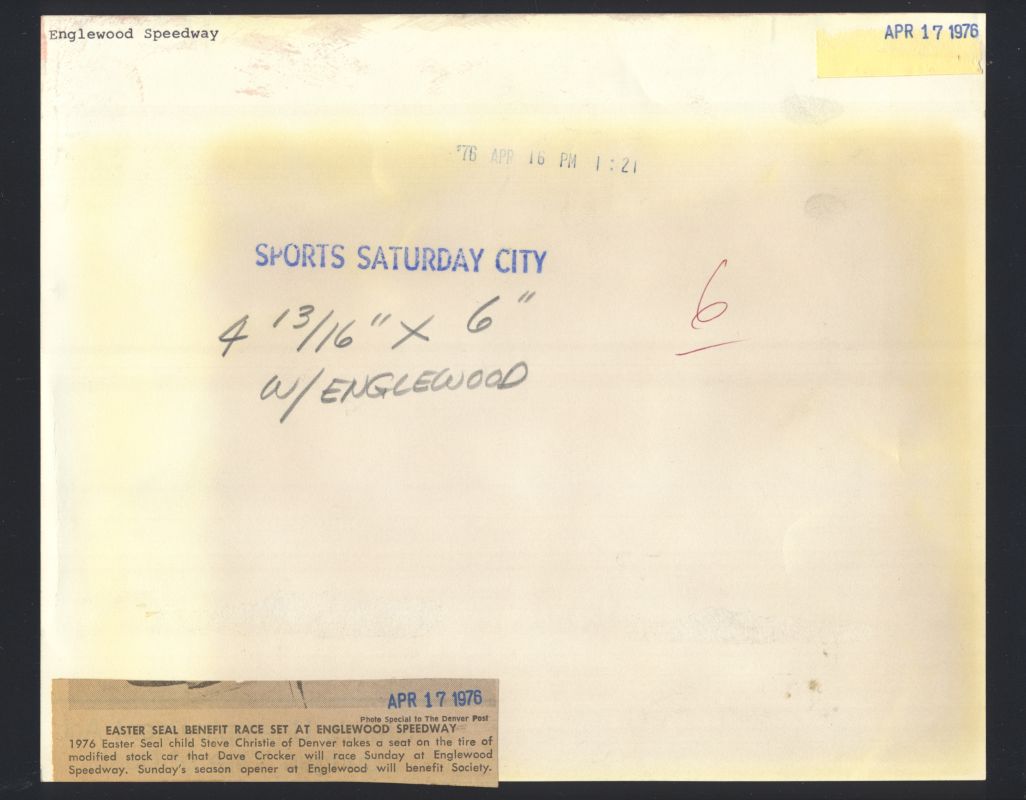 Englewood Speedway
APR 17 1976
'76 APR 16 PM 1:21
SPORTS SATURDAY CITY
4 13/16" X 6"
6
W/ENGLEWOOD
APR 17 1976
Photo Special to The Denver Post
EASTER SEAL BENEFIT RACE SET AT ENGLEWOOD SPEEDWAY
1976 Easter Seal child Steve Christie of Denver takes a seat on the tire of
modified stock car that Dave Crocker will race Sunday at Englewood
Speedway. Sunday's season opener at Englewood will benefit Society.